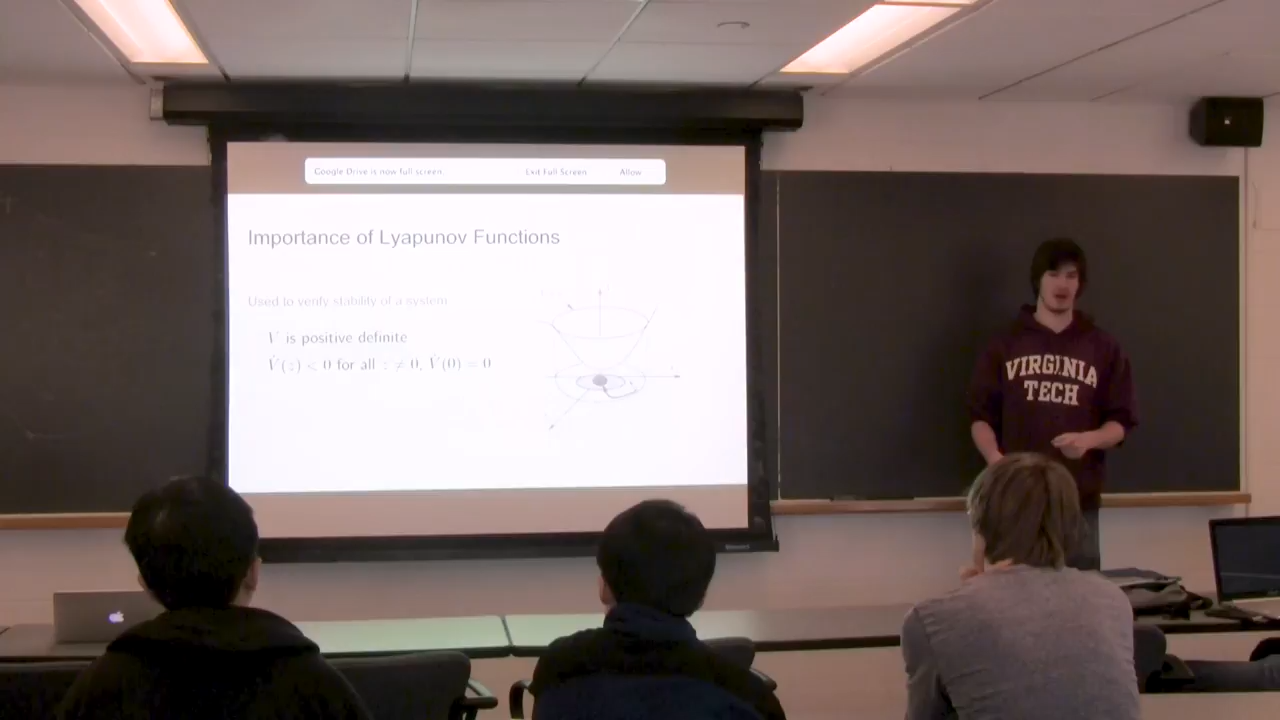 Google Drive is now full screen. Exit Full Screen Allow
Importance of Lyapunov Functions
Used to verify stability of a system
V is positive definite
V̇(z) < 0 for all z ≠ 0, V̇(0) = 0
VIRGINIA
TECH